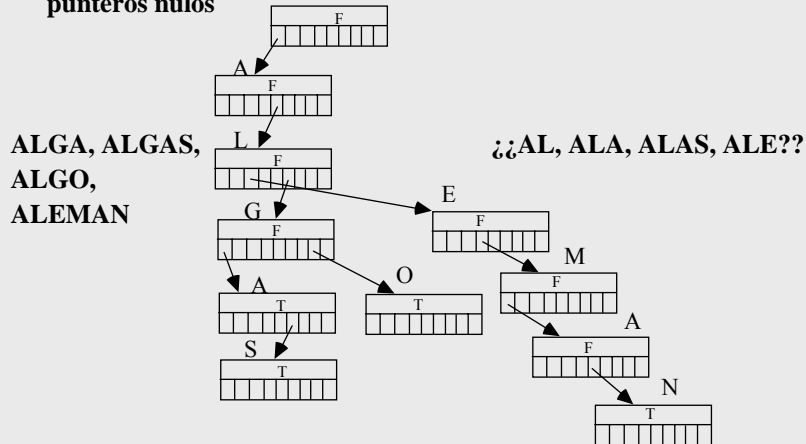 punteros nulos
F
A
F
ALGA, ALGAS,
ALGO,
ALEMAN
L
F
¿¿AL, ALA, ALAS, ALE??
E
F
G
F
M
F
A
T
O
T
A
F
S
T
N
T